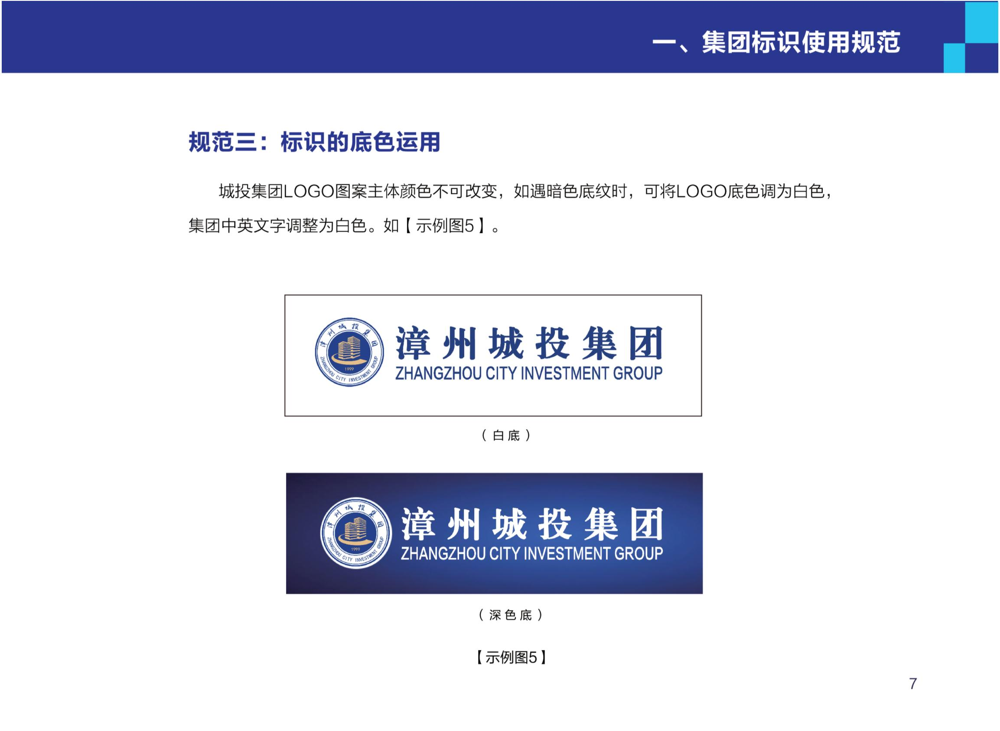 一、集团标识使用规范
规范三：标识的底色运用
城投集团LOGO图案主体颜色不可改变，如遇暗色底纹时，可将LOGO底色调为白色，
集团中英文字调整为白色。如【示例图5】。
漳州城投集团
1999
ZHANGZHOU CITY INVESTMENT GROUP
漳州城投集团
ZHANGZHOU CITY INVESTMENT GROUP
（白底）
漳州城投集团
1999
ZHANGZHOU CITY INVESTMENT GROUP
漳州城投集团
ZHANGZHOU CITY INVESTMENT GROUP
（深色底）
【示例图5】
7